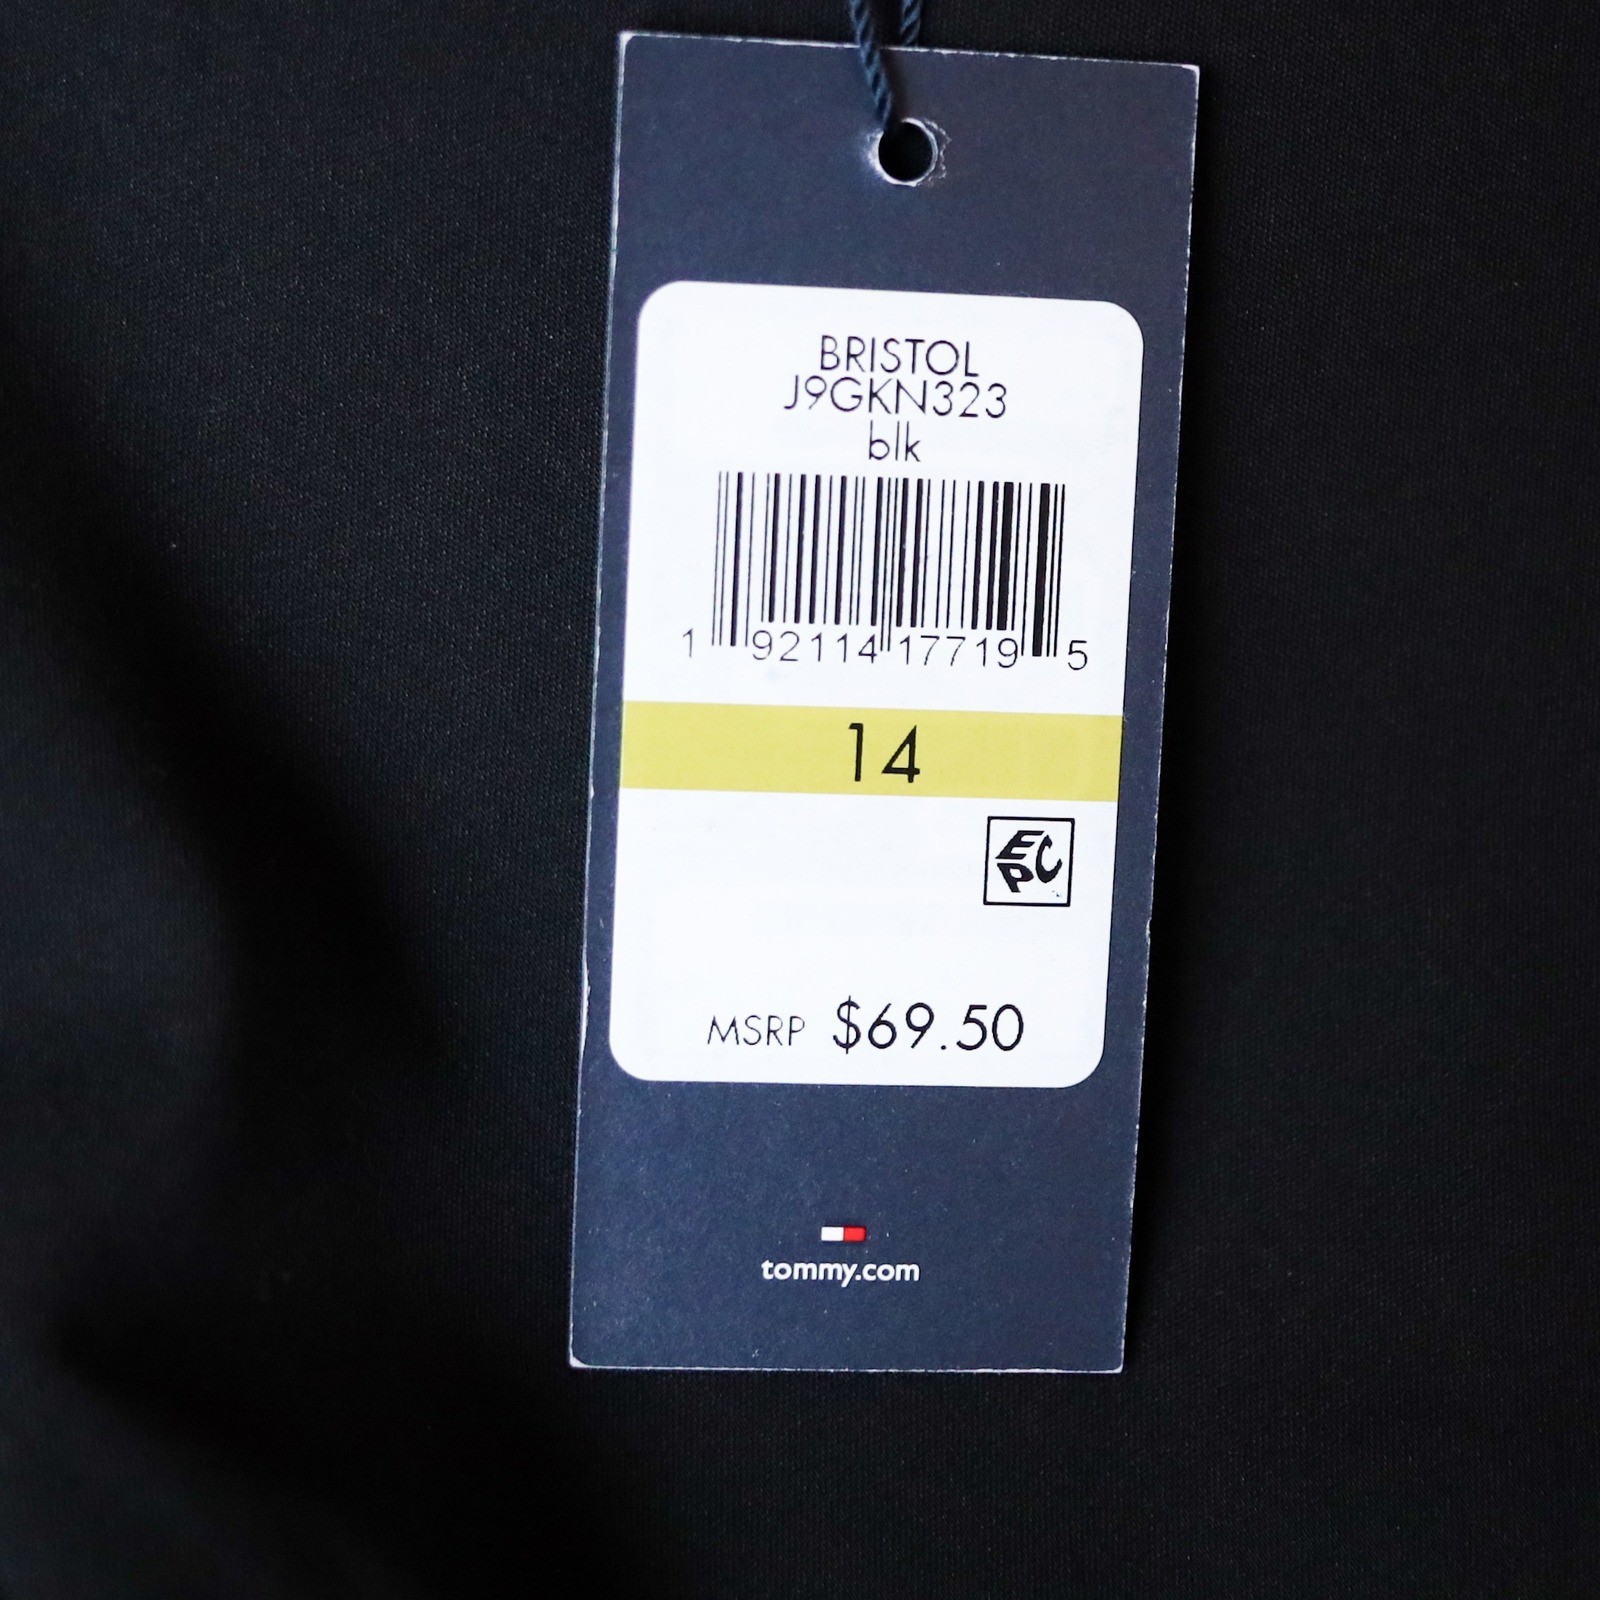 BRISTOL
J9GKN323
blk
1 92114 17719 5
14
EPC
MSRP $69.50
tommy.com